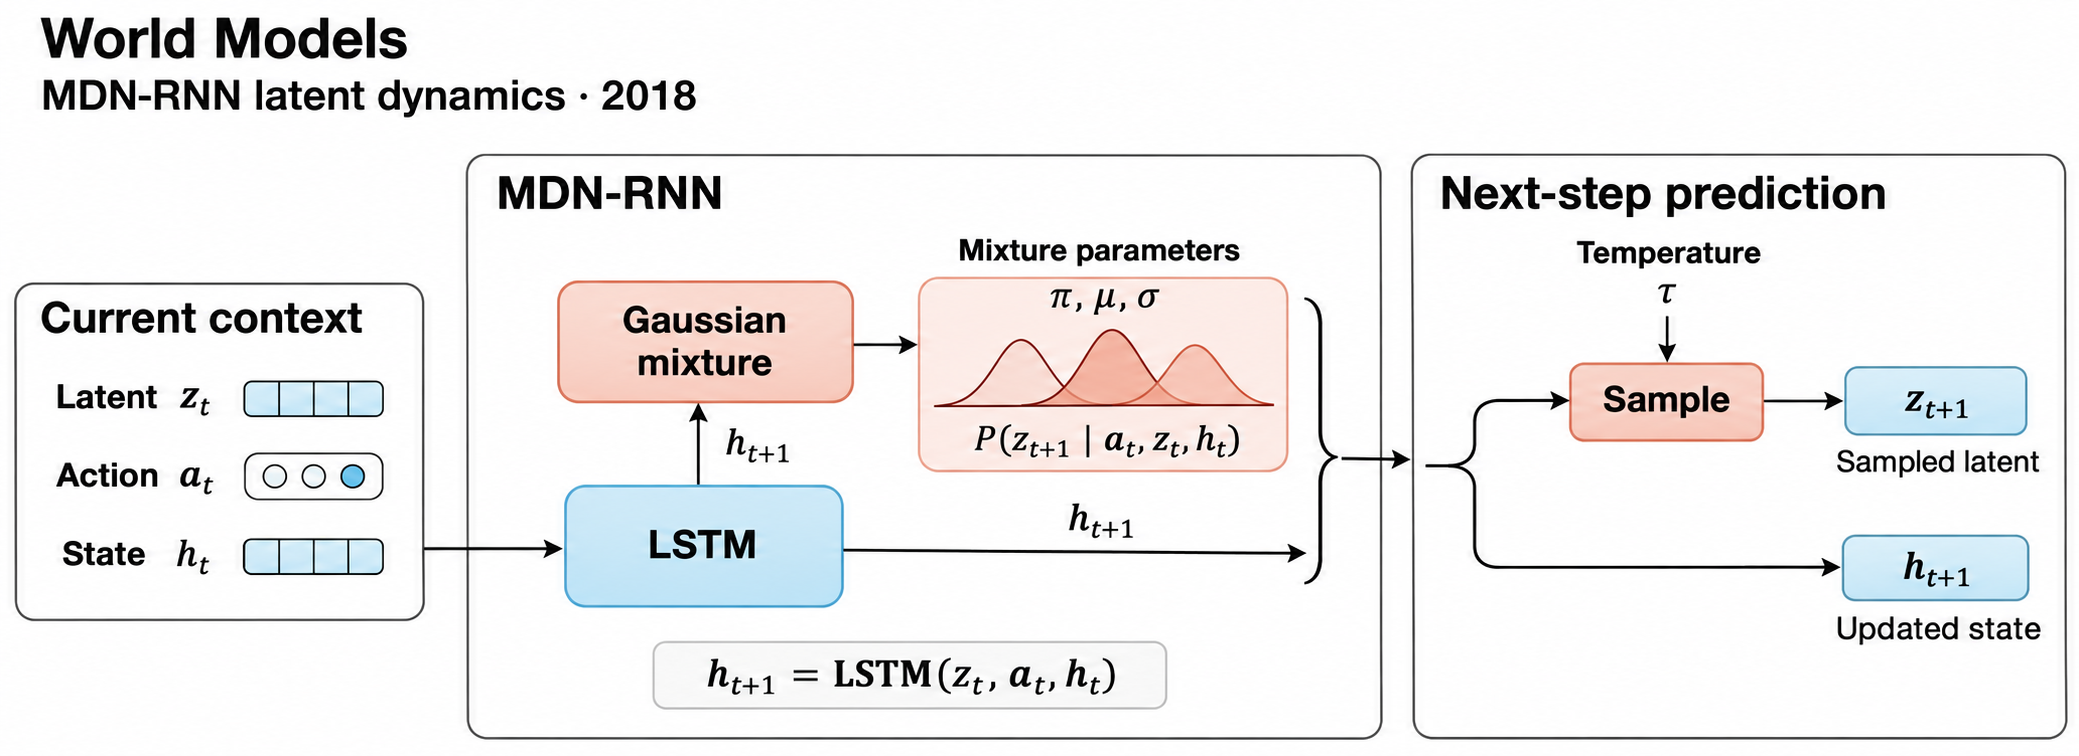 World Models
MDN-RNN latent dynamics · 2018
Current context
Latent z_t
Action a_t
State h_t
MDN-RNN
Gaussian
mixture
h_{t+1}
LSTM
Mixture parameters
π, μ, σ
P(z_{t+1} | a_t, z_t, h_t)
h_{t+1}
h_{t+1} = LSTM(z_t, a_t, h_t)
Next-step prediction
Temperature
τ
Sample
z_{t+1}
Sampled latent
h_{t+1}
Updated state